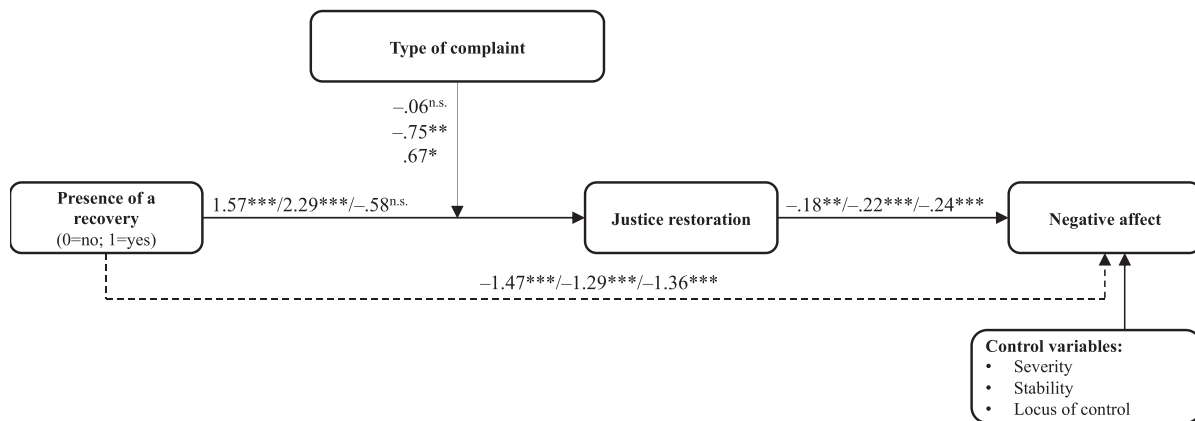 Type of complaint
–.06n.s.
–.75**
.67*
Presence of a
recovery
(0=no; 1=yes)
1.57***/2.29***/–.58n.s.
Justice restoration
–.18**/–.22***/–.24***
Negative affect
–1.47***/–1.29***/–1.36***
Control variables:
• Severity
• Stability
• Locus of control